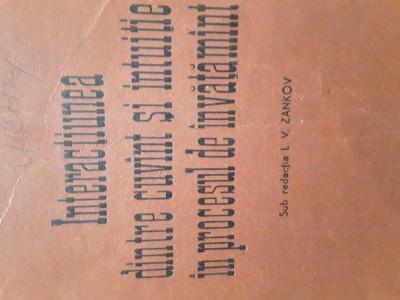 Interacțiunea
dintre cuvînt și intuiție
în procesul de învățămînt
Sub redacția L. V. ZANKOV